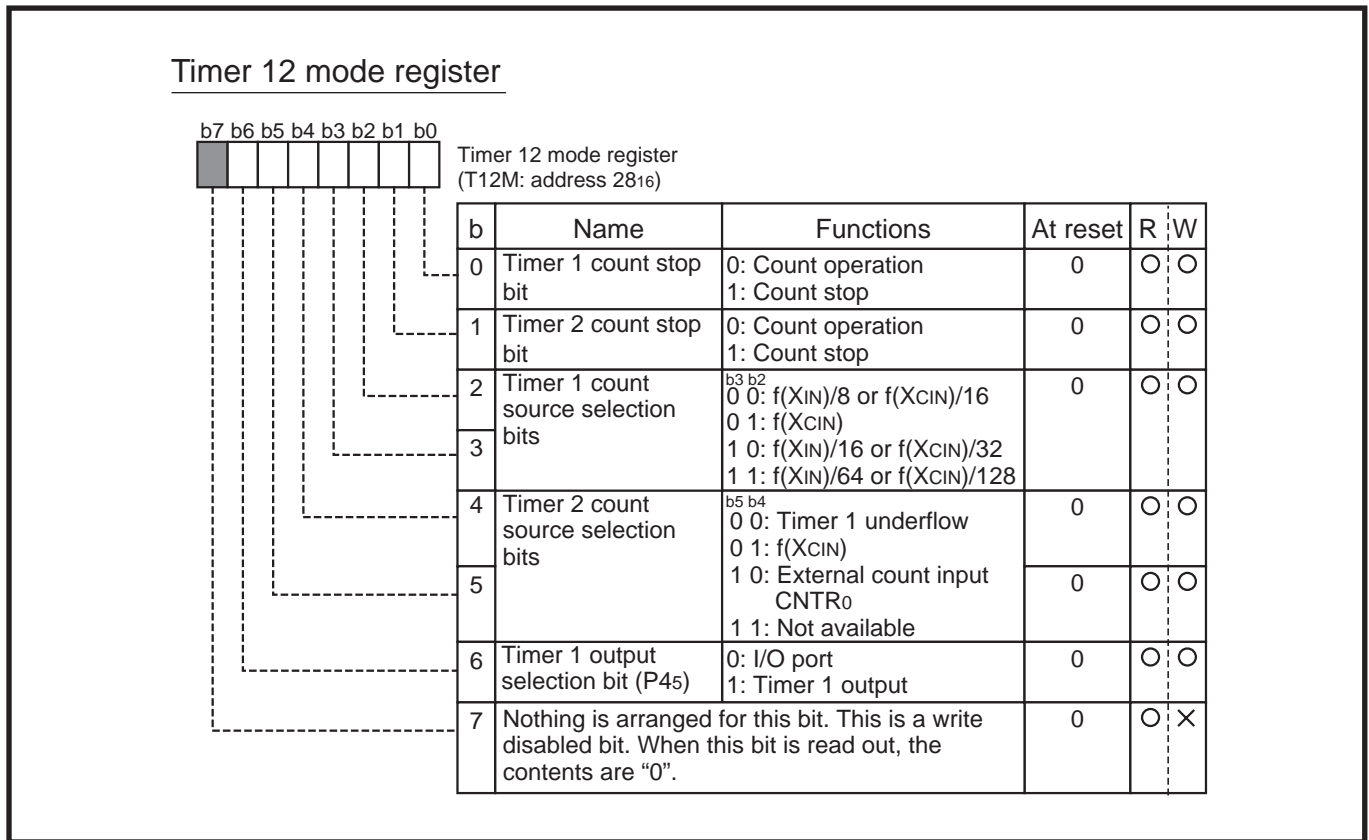 Timer 12 mode register
b7 b6 b5 b4 b3 b2 b1 b0
Timer 12 mode register
(T12M: address 2816)
b Name Functions At reset R W
0 Timer 1 count stop bit 0: Count operation 0 O O
1: Count stop
1 Timer 2 count stop bit 0: Count operation 0 O O
1: Count stop
2 Timer 1 count source selection bits b3 b2 0 O O
0 0: f(XIN)/8 or f(XCIN)/16
0 1: f(XCIN)
3 1 0: f(XIN)/16 or f(XCIN)/32
1 1: f(XIN)/64 or f(XCIN)/128
4 Timer 2 count source selection bits b5 b4 0 O O
0 0: Timer 1 underflow
0 1: f(XCIN)
5 1 0: External count input 0 O O
CNTR0
1 1: Not available
6 Timer 1 output selection bit (P45) 0: I/O port 0 O O
1: Timer 1 output
7 Nothing is arranged for this bit. This is a write 0 O ×
disabled bit. When this bit is read out, the
contents are “0”.